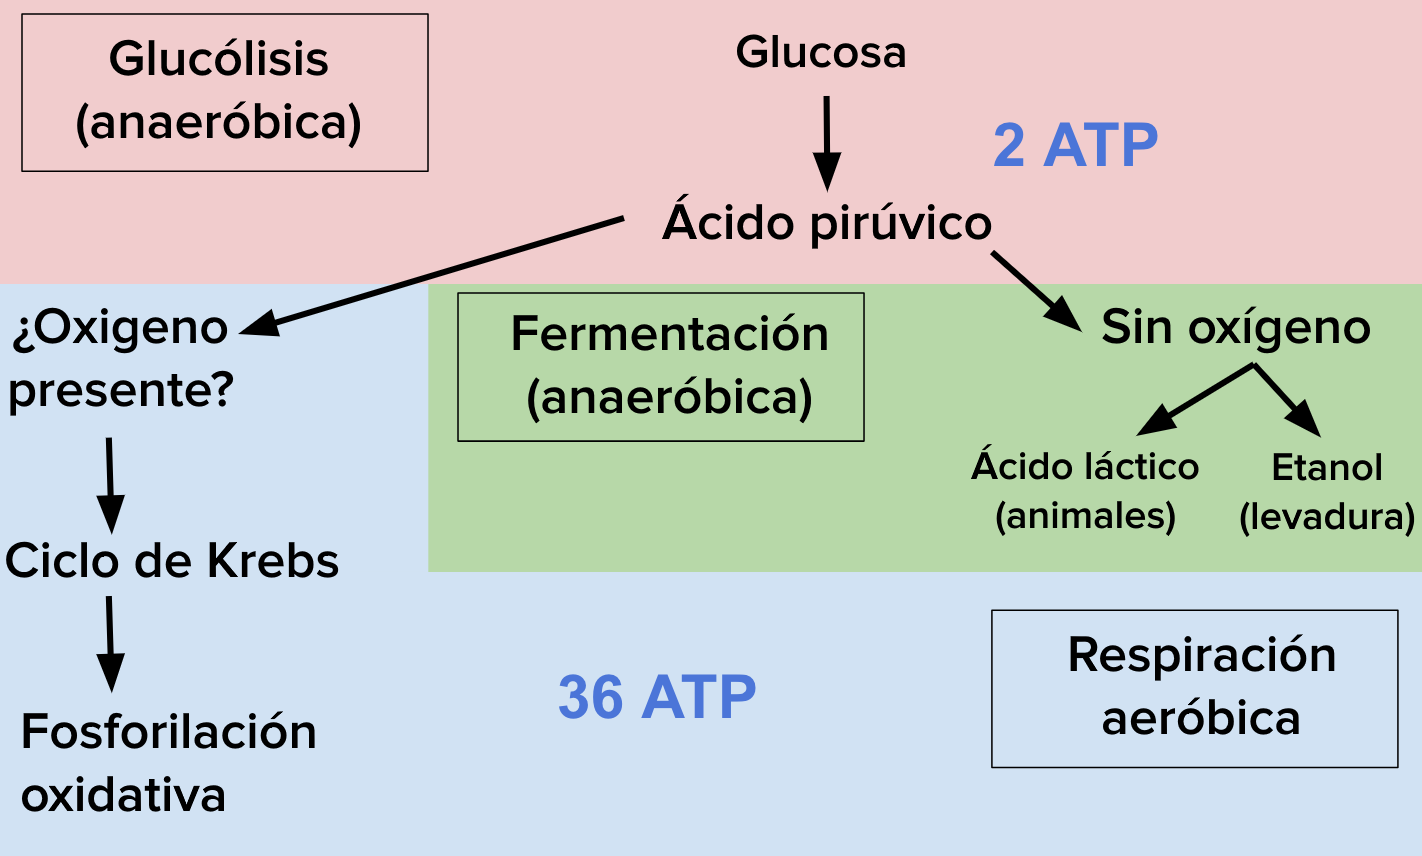 Glucólisis
(anaeróbica)
Glucosa
2 ATP
Ácido pirúvico
¿Oxigeno
presente?
Fermentación
(anaeróbica)
Sin oxígeno
Ácido láctico
(animales)
Etanol
(levadura)
Ciclo de Krebs
Fosforilación
oxidativa
36 ATP
Respiración
aeróbica